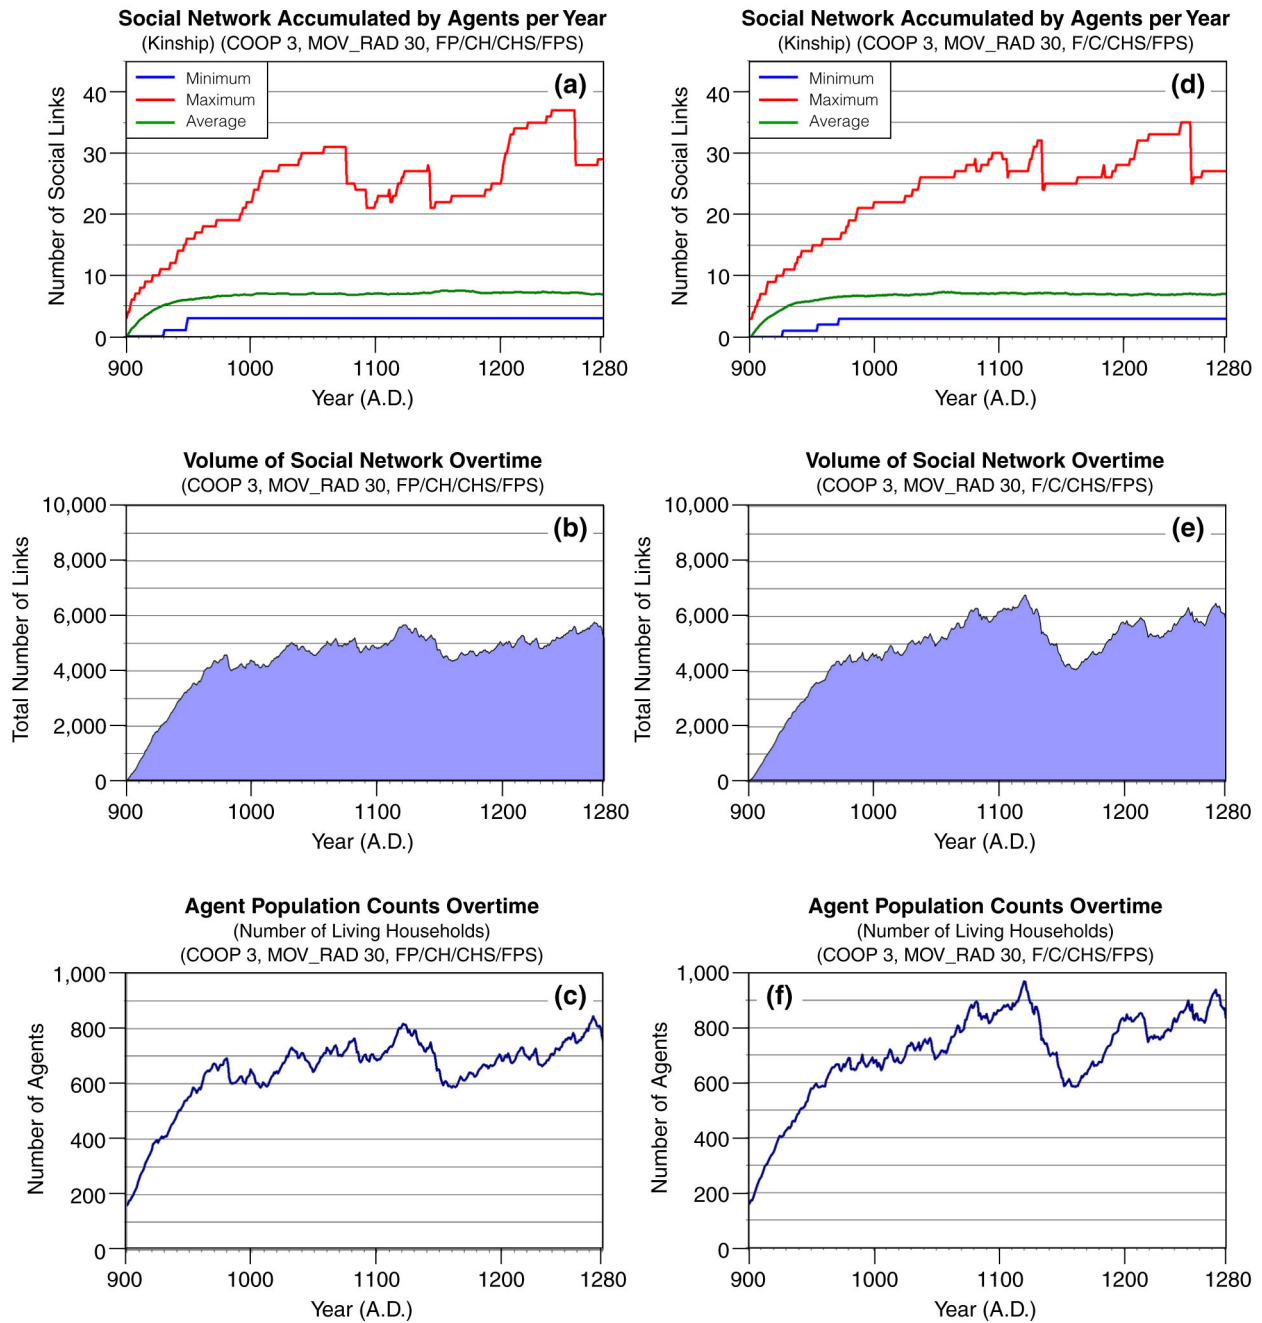 Social Network Accumulated by Agents per Year
(Kinship) (COOP 3, MOV_RAD 30, FP/CH/CHS/FPS)
Number of Social Links
40
30
20
10
0
Minimum
Maximum
Average
(a)
900 1000 1100 1200 1280
Year (A.D.)
Social Network Accumulated by Agents per Year
(Kinship) (COOP 3, MOV_RAD 30, F/C/CHS/FPS)
Number of Social Links
40
30
20
10
0
Minimum
Maximum
Average
(d)
900 1000 1100 1200 1280
Year (A.D.)
Volume of Social Network Overtime
(COOP 3, MOV_RAD 30, FP/CH/CHS/FPS)
Total Number of Links
10,000
8,000
6,000
4,000
2,000
0
(b)
900 1000 1100 1200 1280
Year (A.D.)
Volume of Social Network Overtime
(COOP 3, MOV_RAD 30, F/C/CHS/FPS)
Total Number of Links
10,000
8,000
6,000
4,000
2,000
0
(e)
900 1000 1100 1200 1280
Year (A.D.)
Agent Population Counts Overtime
(Number of Living Households)
(COOP 3, MOV_RAD 30, FP/CH/CHS/FPS)
Number of Agents
1,000
800
600
400
200
0
(c)
900 1000 1100 1200 1280
Year (A.D.)
Agent Population Counts Overtime
(Number of Living Households)
(COOP 3, MOV_RAD 30, F/C/CHS/FPS)
Number of Agents
1,000
800
600
400
200
0
(f)
900 1000 1100 1200 1280
Year (A.D.)